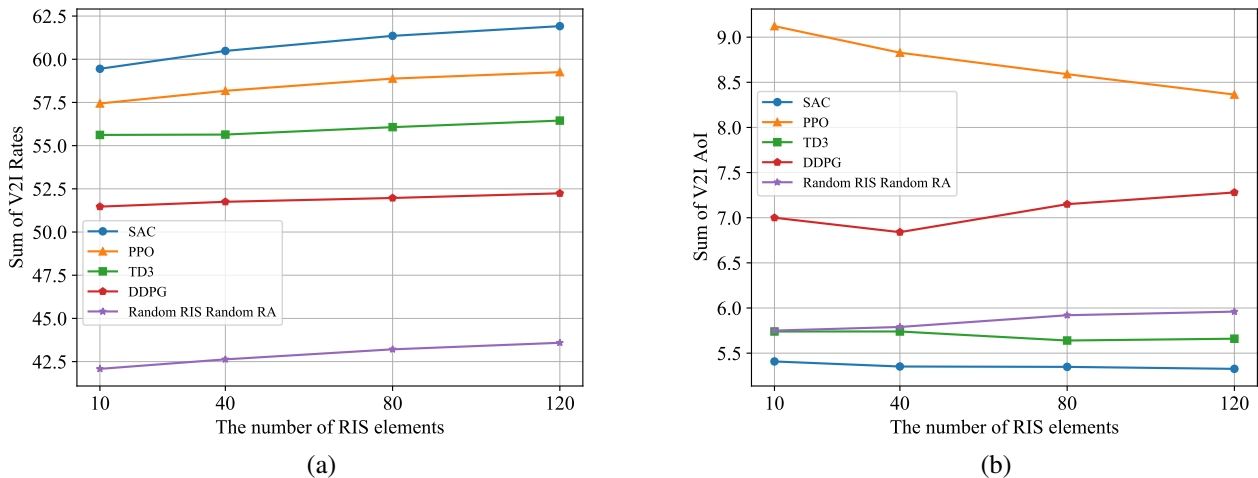 62.5
60.0
57.5
55.0
52.5
50.0
47.5
45.0
42.5
Sum of V2I Rates
SAC
PPO
TD3
DDPG
Random RIS Random RA
10 40 80 120
The number of RIS elements
(a)
9.0
8.5
8.0
7.5
7.0
6.5
6.0
5.5
Sum of V2I AoI
SAC
PPO
TD3
DDPG
Random RIS Random RA
10 40 80 120
The number of RIS elements
(b)